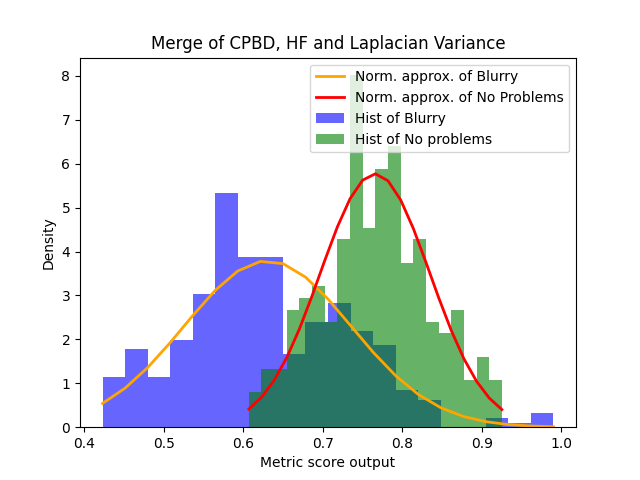 Merge of CPBD, HF and Laplacian Variance
Norm. approx. of Blurry
Norm. approx. of No Problems
Hist of Blurry
Hist of No problems
Density
8
7
6
5
4
3
2
1
0
0.4 0.5 0.6 0.7 0.8 0.9 1.0
Metric score output